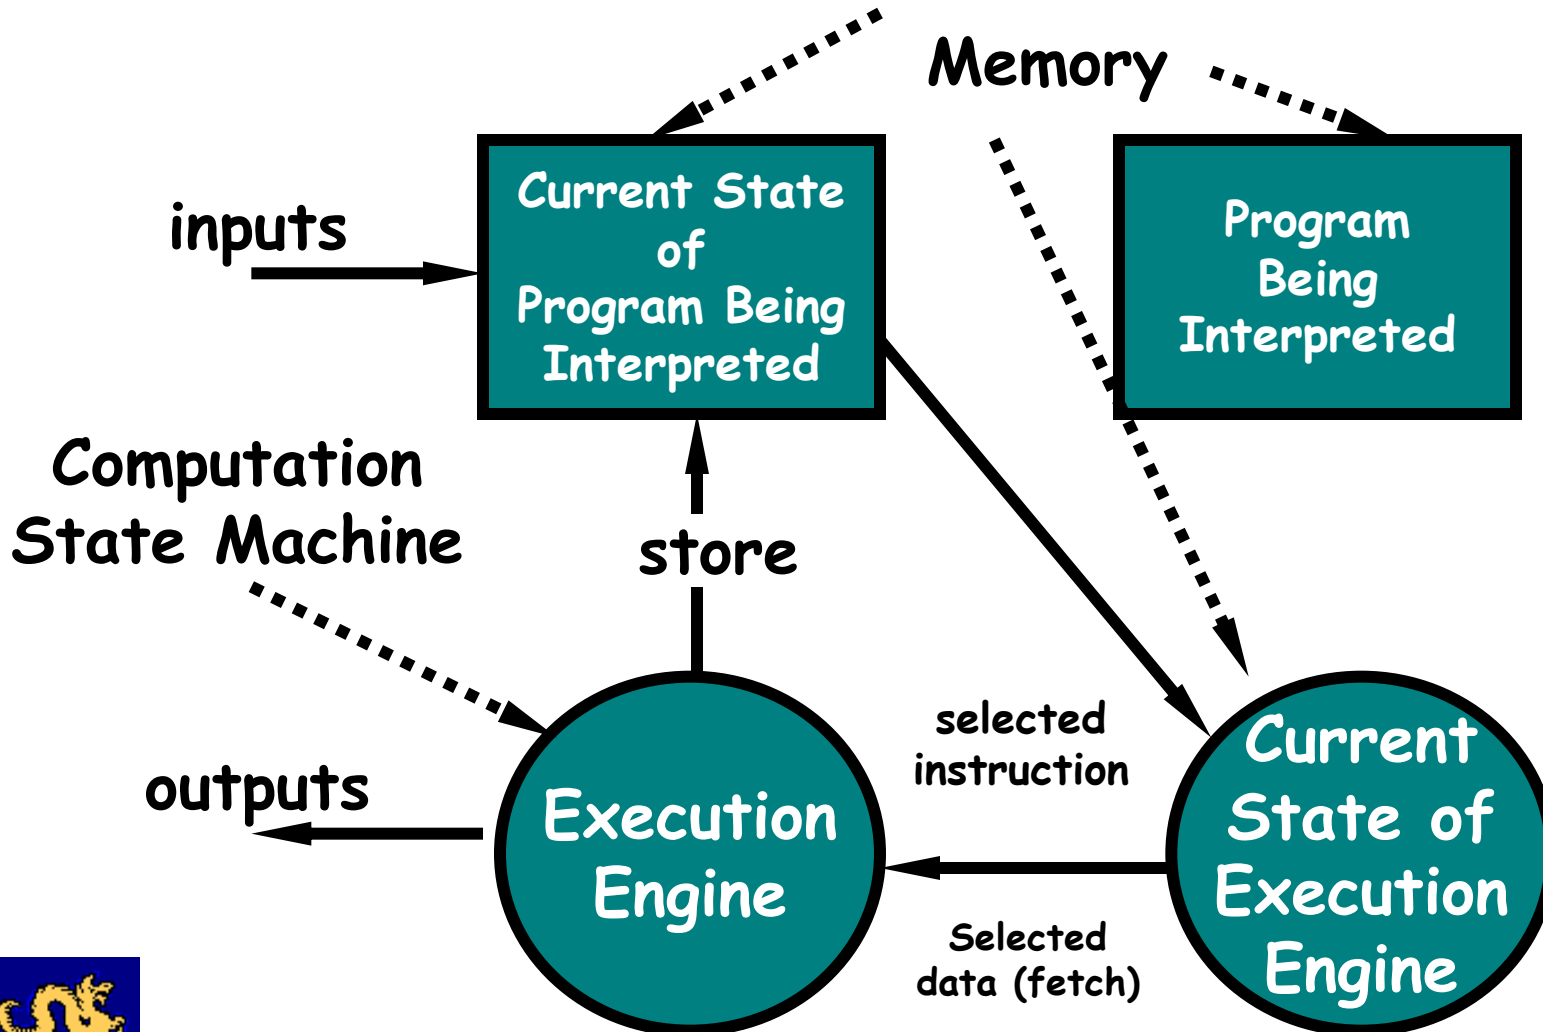 Memory
Current State
of
Program Being
Interpreted
Program
Being
Interpreted
inputs
Computation
State Machine
store
selected
instruction
outputs
Execution
Engine
Current
State of
Execution
Engine
Selected
data (fetch)